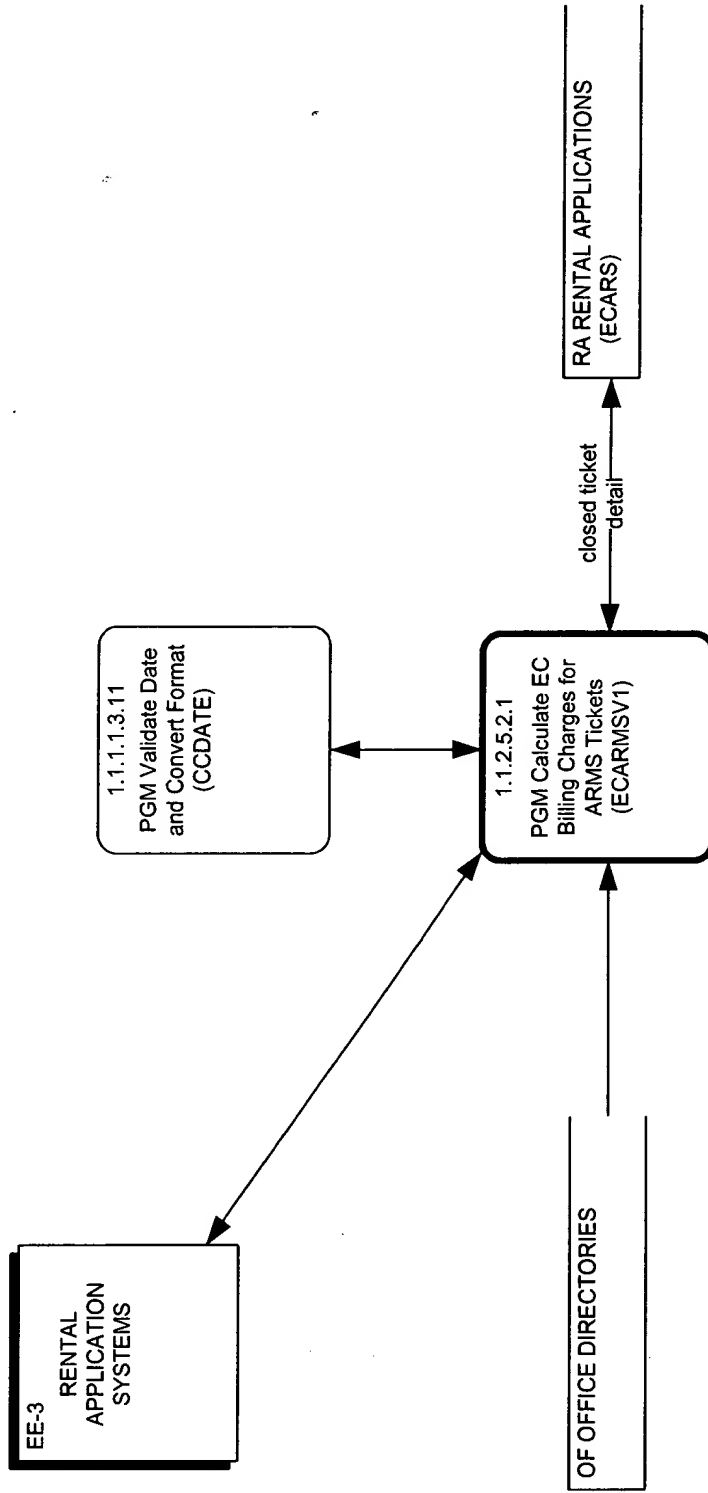 EE-3
RENTAL
APPLICATION
SYSTEMS
1.1.1.1.3.11
PGM Validate Date
and Convert Format
(CCDATE)
OF OFFICE DIRECTORIES
1.1.2.5.2.1
PGM Calculate EC
Billing Charges for
ARMS Tickets
(ECARMSV1)
closed ticket
detail
RA RENTAL APPLICATIONS
(ECARS)